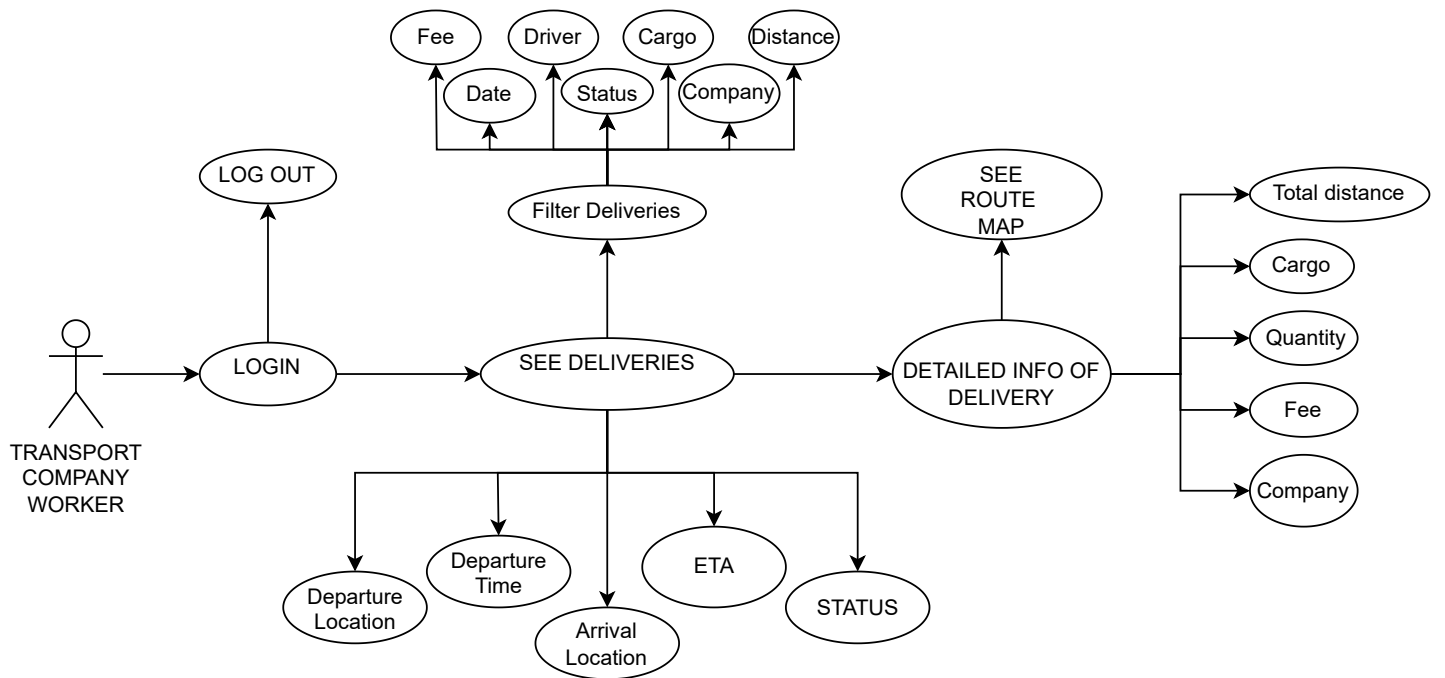 Fee
Driver
Cargo
Distance
Date
Status
Company
LOG OUT
Filter Deliveries
SEE
ROUTE
MAP
Total distance
Cargo
Quantity
Fee
Company
LOGIN
SEE DELIVERIES
DETAILED INFO OF
DELIVERY
TRANSPORT
COMPANY
WORKER
Departure
Location
Departure
Time
Arrival
Location
ETA
STATUS